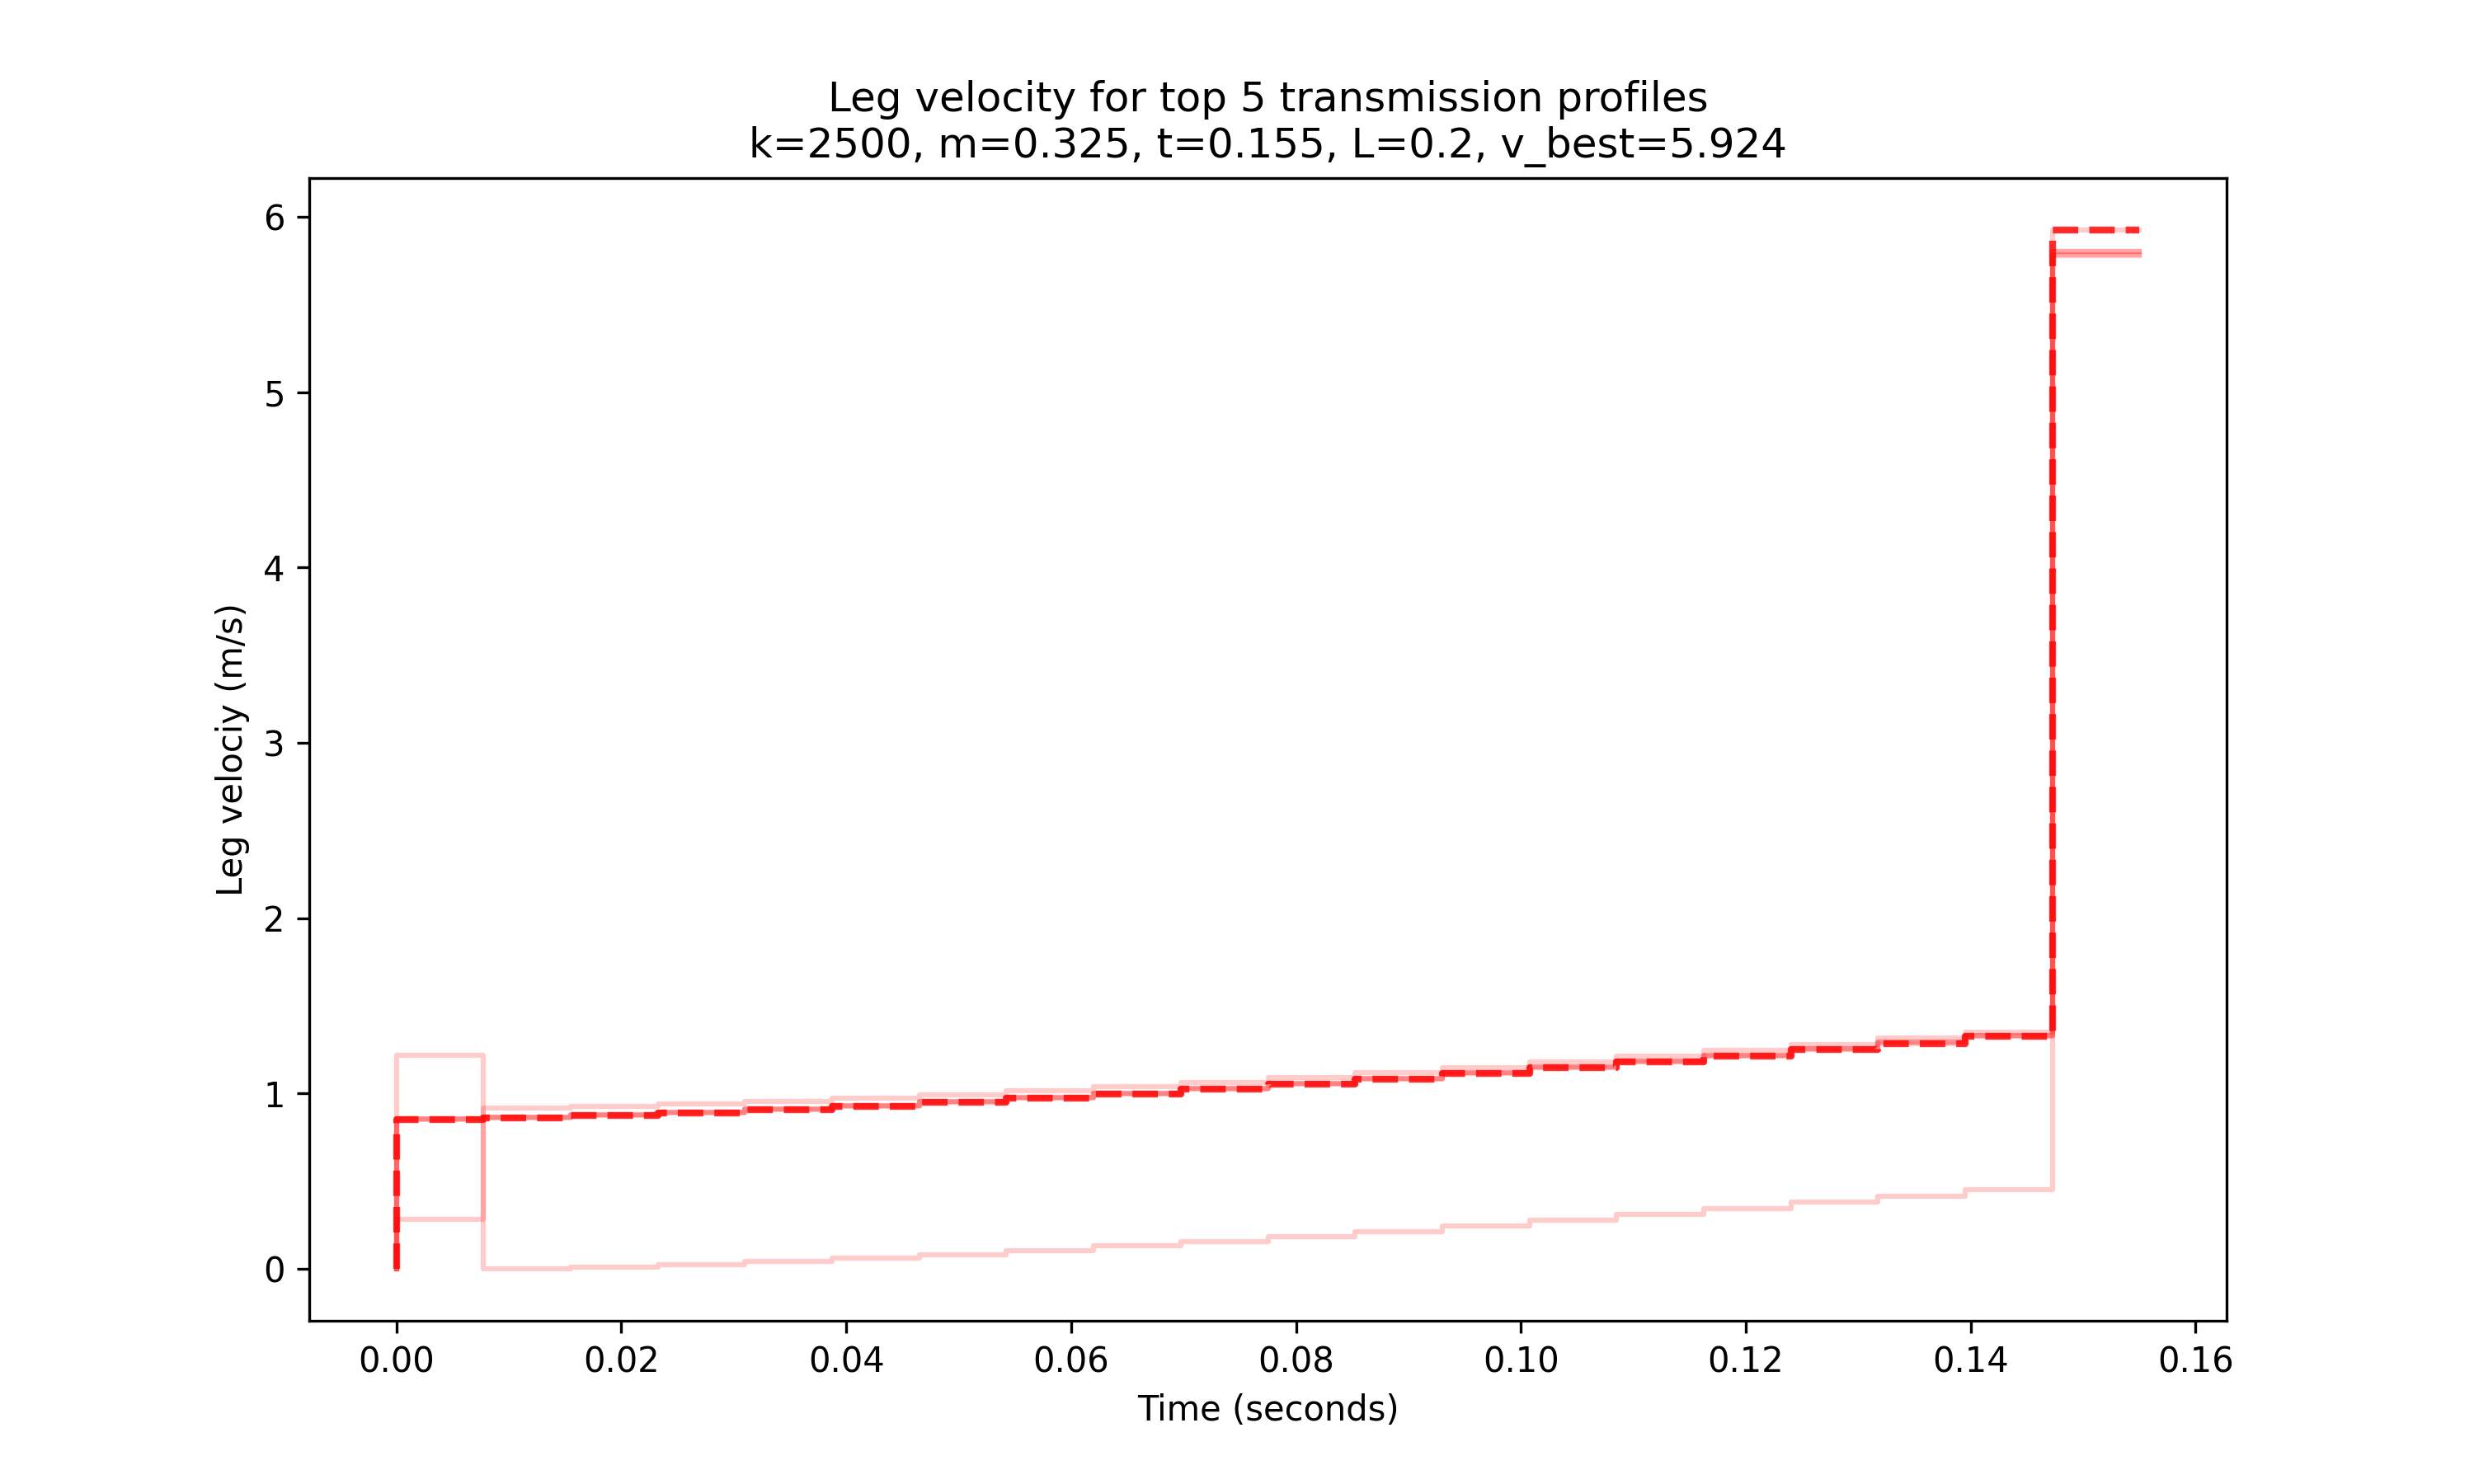 Leg velocity for top 5 transmission profiles
k=2500, m=0.325, t=0.155, L=0.2, v_best=5.924
6
5
4
3
2
1
0
Leg velociy (m/s)
0.00 0.02 0.04 0.06 0.08 0.10 0.12 0.14 0.16
Time (seconds)